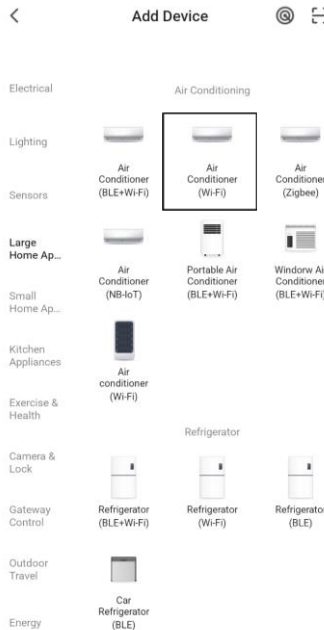 Add Device
Electrical
Lighting
Sensors
Large
Home Ap...
Small
Home Ap...
Kitchen
Appliances
Exercise &
Health
Camera &
Lock
Gateway
Control
Outdoor
Travel
Energy
Air Conditioning
Air
Conditioner
(BLE+Wi-Fi)
Air
Conditioner
(Wi-Fi)
Air
Conditioner
(Zigbee)
Air
Conditioner
(NB-IoT)
Portable Air
Conditioner
(BLE+Wi-Fi)
Windorw Air
Conditioner
(BLE+Wi-Fi)
Air
conditioner
(Wi-Fi)
Refrigerator
Refrigerator
(BLE+Wi-Fi)
Refrigerator
(Wi-Fi)
Refrigerator
(BLE)
Car
Refrigerator
(BLE)